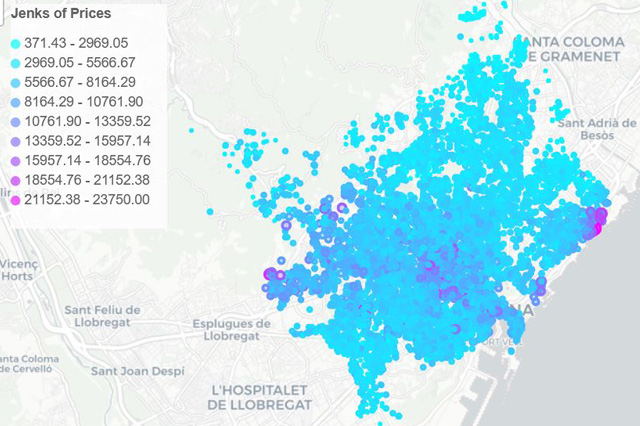 Jenks of Prices
371.43 - 2969.05
2969.05 - 5566.67
5566.67 - 8164.29
8164.29 - 10761.90
10761.90 - 13359.52
13359.52 - 15957.14
15957.14 - 18554.76
18554.76 - 21152.38
21152.38 - 23750.00
ANTA COLOMA
E GRAMENET
Sant Adrià de
Besòs
Vicenç
Horts
Sant Feliu de
Llobregat
Esplugues de
Llobregat
NA
ORT VELL
anta Coloma
de Cervelló
Sant Joan Despí
L'HOSPITALET
DE LLOBREGAT